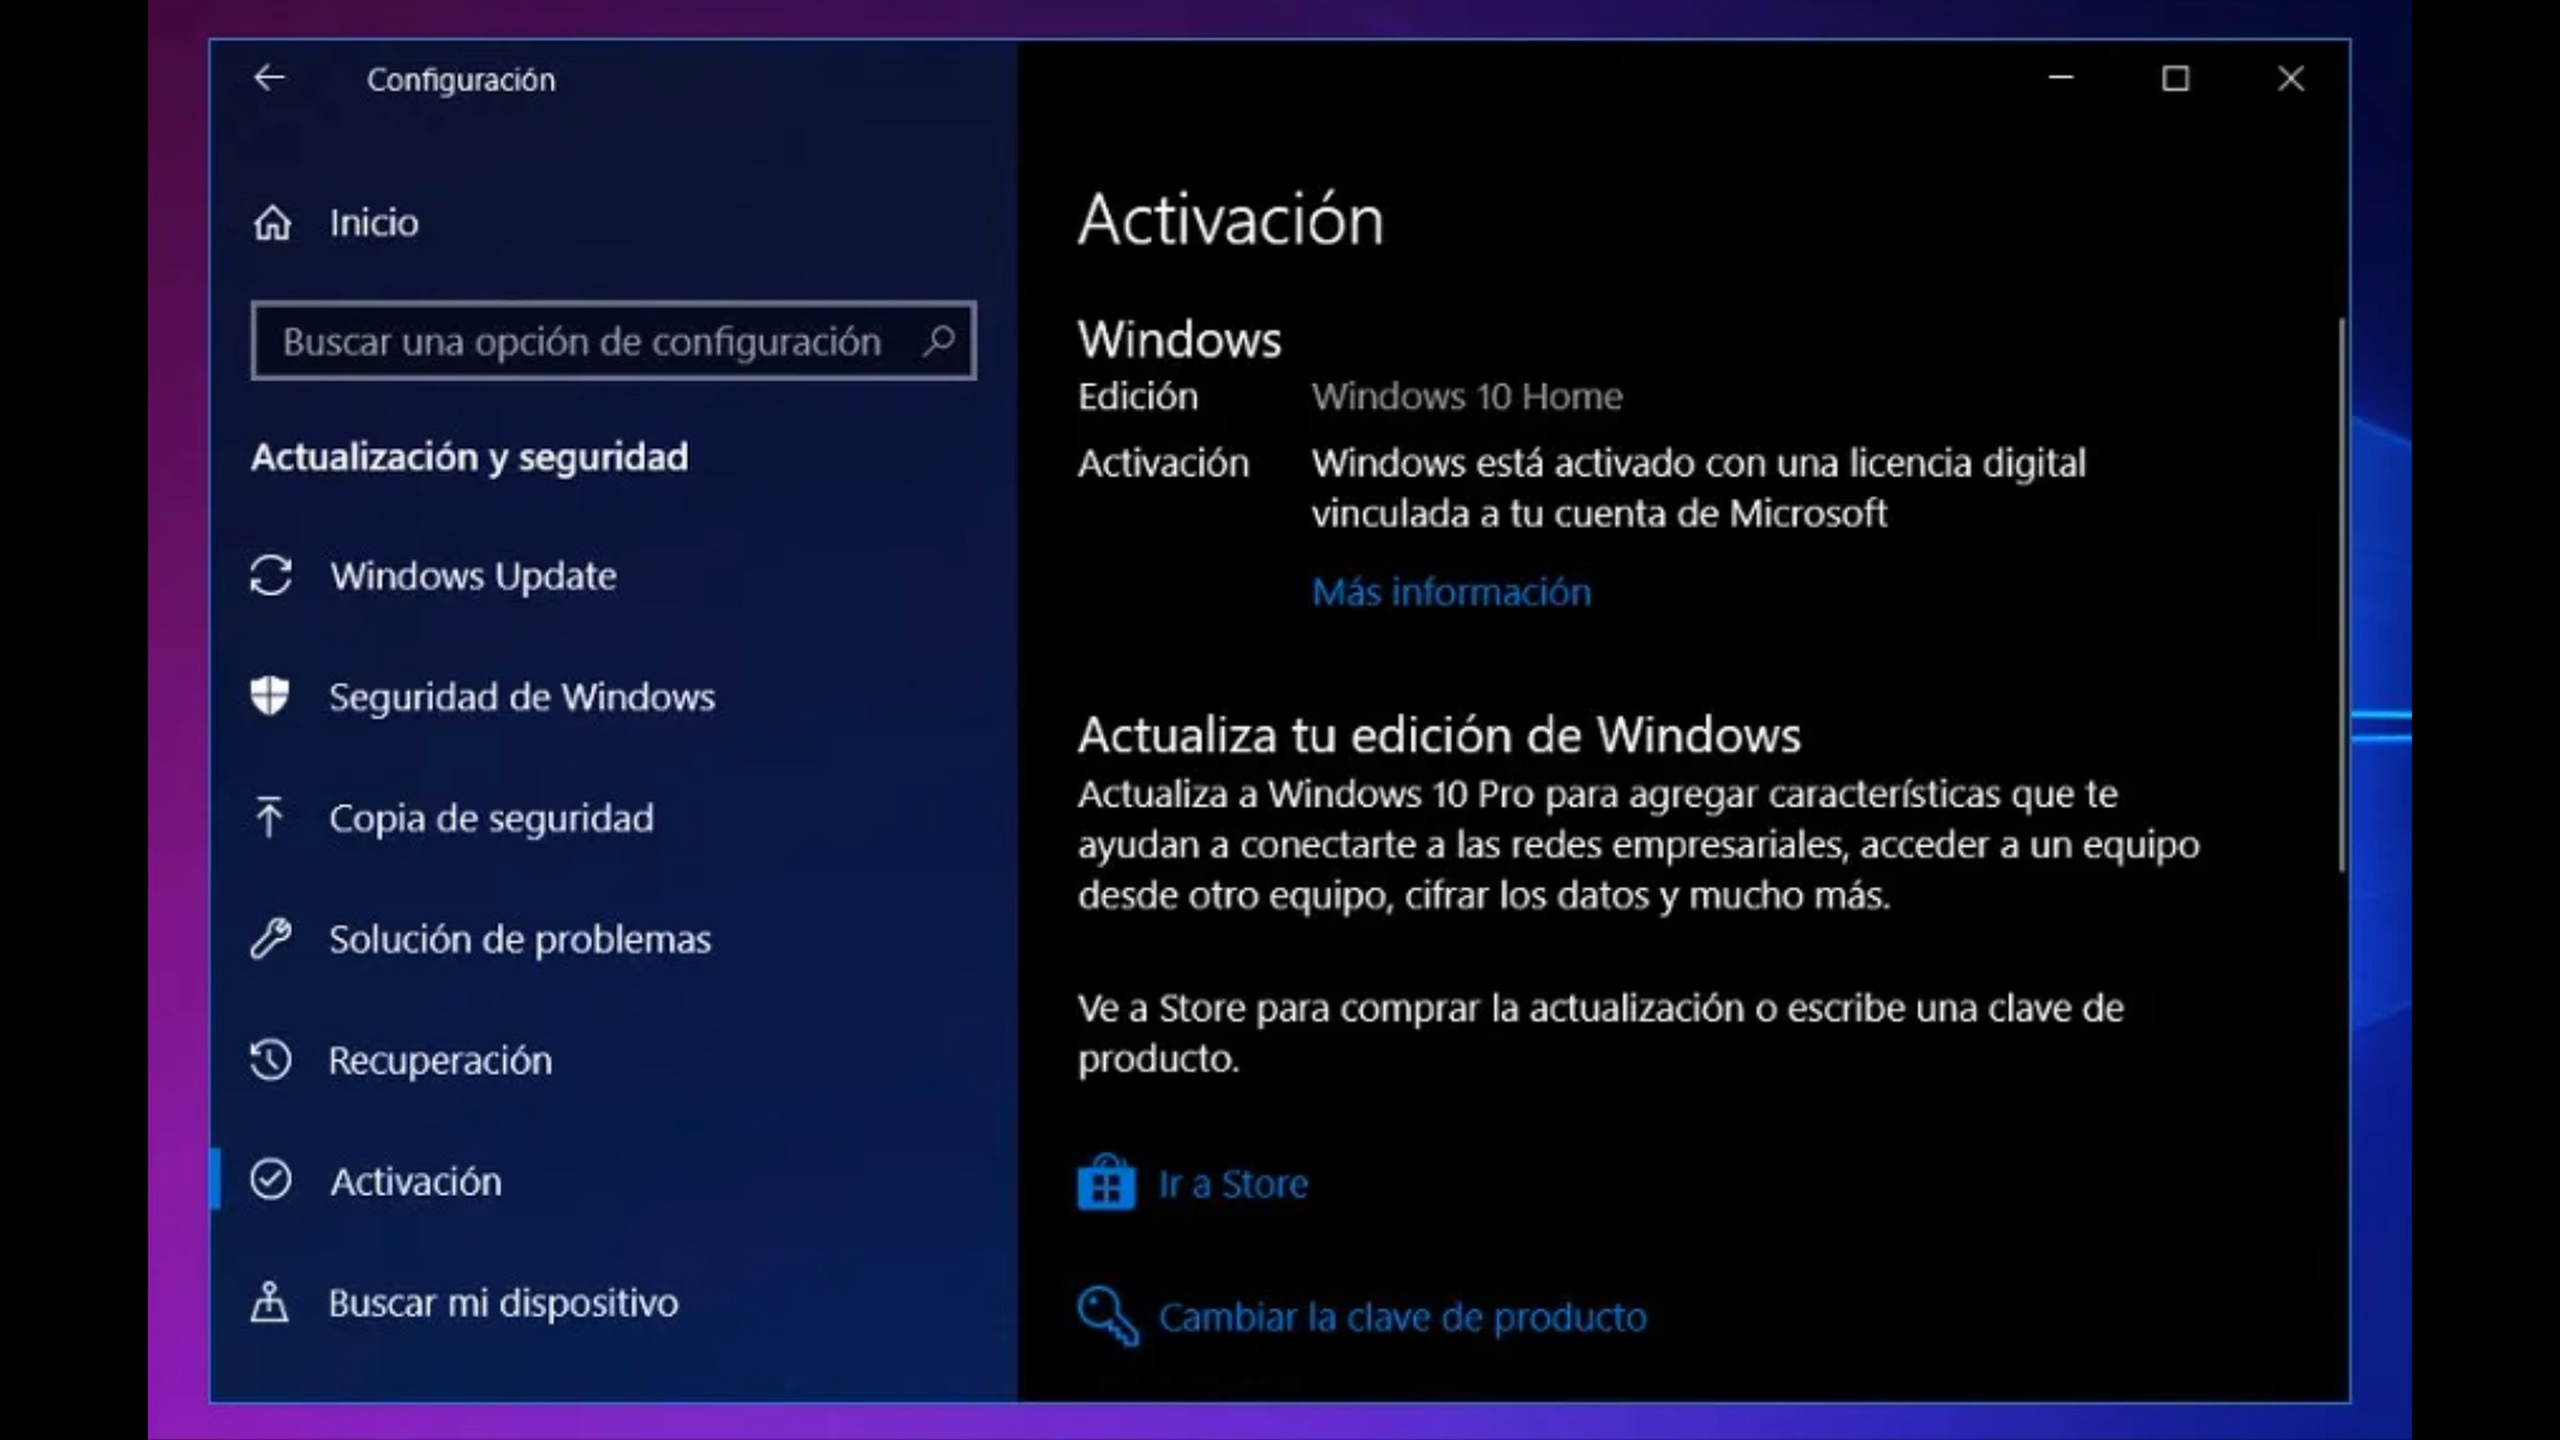 Configuración
Inicio
Buscar una opción de configuración
Actualización y seguridad
Windows Update
Seguridad de Windows
Copia de seguridad
Solución de problemas
Recuperación
Activación
Buscar mi dispositivo
Activación
Windows
Edición Windows 10 Home
Activación Windows está activado con una licencia digital
vinculada a tu cuenta de Microsoft
Más información
Actualiza tu edición de Windows
Actualiza a Windows 10 Pro para agregar características que te
ayudan a conectarte a las redes empresariales, acceder a un equipo
desde otro equipo, cifrar los datos y mucho más.
Ve a Store para comprar la actualización o escribe una clave de
producto.
Ir a Store
Cambiar la clave de producto